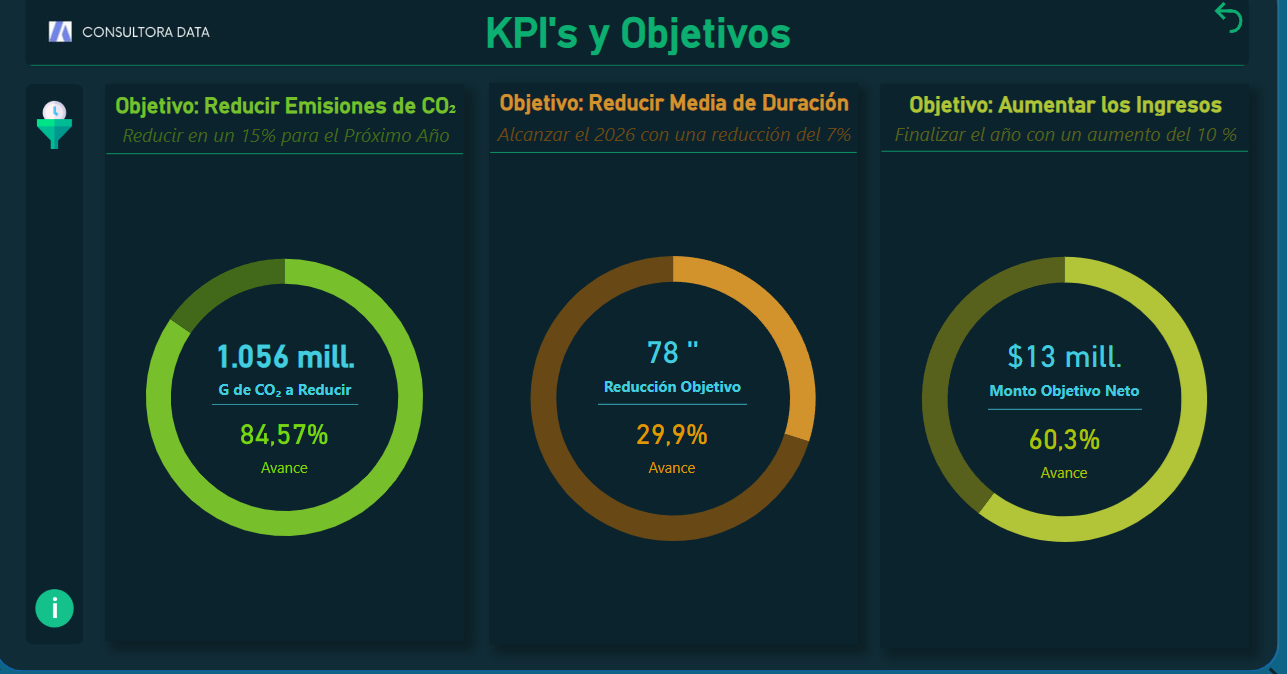 CONSULTORA DATA
KPI's y Objetivos
Objetivo: Reducir Emisiones de CO₂
Reducir en un 15% para el Próximo Año
1.056 mill.
G de CO₂ a Reducir
84,57%
Avance
Objetivo: Reducir Media de Duración
Alcanzar el 2026 con una reducción del 7%
78 "
Reducción Objetivo
29,9%
Avance
Objetivo: Aumentar los Ingresos
Finalizar el año con un aumento del 10 %
$13 mill.
Monto Objetivo Neto
60,3%
Avance
i